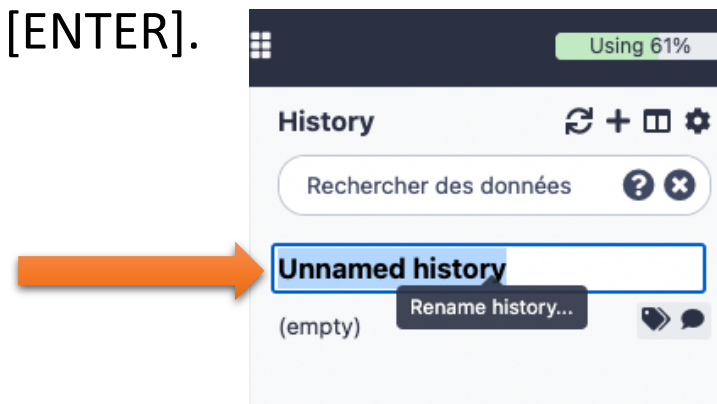 [ENTER].
Using 61%
History
Rechercher des données
Unnamed history
Rename history...
(empty)